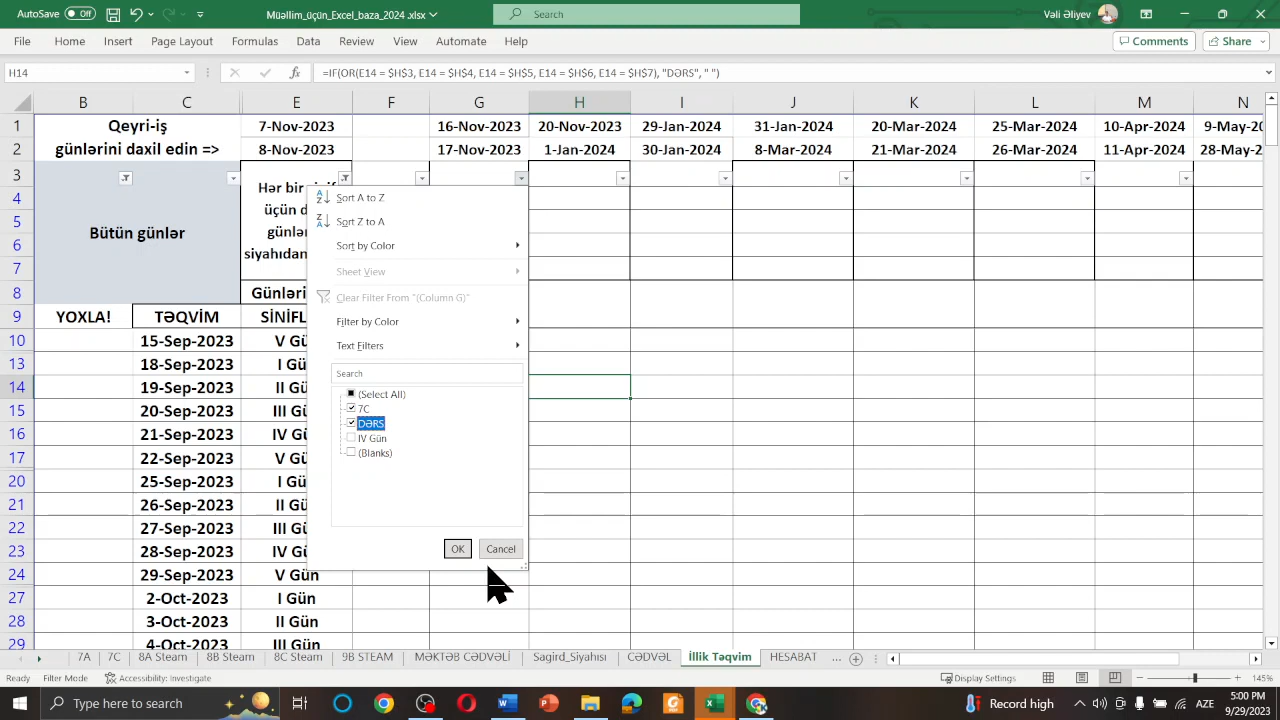 AutoSave Off Müəllim_üçün_Excel_baza_2024_.xlsx Search Vəli Əliyev
File Home Insert Page Layout Formulas Data Review View Automate Help Comments Share
H14 fx =IF(OR(E14 = $H$3, E14 = $H$4, E14 = $H$5, E14 = $H$6, E14 = $H$7), "DƏRS", " ")
B C E F G H I J K L M N
1 Qeyri-iş 7-Nov-2023 16-Nov-2023 20-Nov-2023 29-Jan-2024 31-Jan-2024 20-Mar-2024 25-Mar-2024 10-Apr-2024 9-May-2
2 günlərini daxil edin => 8-Nov-2023 17-Nov-2023 1-Jan-2024 30-Jan-2024 8-Mar-2024 21-Mar-2024 26-Mar-2024 11-Apr-2024 28-May-2
3 Hər bir
4 Sort A to Z
5 üçün d
Sort Z to A
6 Bütün günlər günlə
Sort by Color
7 siyahıdan
Sheet View
8 Günləri
Clear Filter From "(Column G)"
9 YOXLA! TƏQVİM SİNİFL
Filter by Color
10 15-Sep-2023 V Gü
Text Filters
13 18-Sep-2023 I Gü
Search
14 19-Sep-2023 II Gü
(Select All)
15 20-Sep-2023 III Gü
7C
DƏRS
16 21-Sep-2023 IV Gü
IV Gün
17 22-Sep-2023 V Gü
(Blanks)
20 25-Sep-2023 I Gü
21 26-Sep-2023 II Gü
22 27-Sep-2023 III Gü
23 28-Sep-2023 IV Gü
OK Cancel
24 29-Sep-2023 V Gün
27 2-Oct-2023 I Gün
28 3-Oct-2023 II Gün
29 4-Oct-2023 III Gün
7A 7C 8A Steam 8B Steam 8C Steam 9B STEAM MƏKTƏB CƏDVƏLİ Sagird_Siyahısı CƏDVƏL İllik Təqvim HESABAT ...
Ready Filter Mode Accessibility: Investigate Display Settings 145%
Type here to search Record high AZE 5:00 PM 9/29/2023